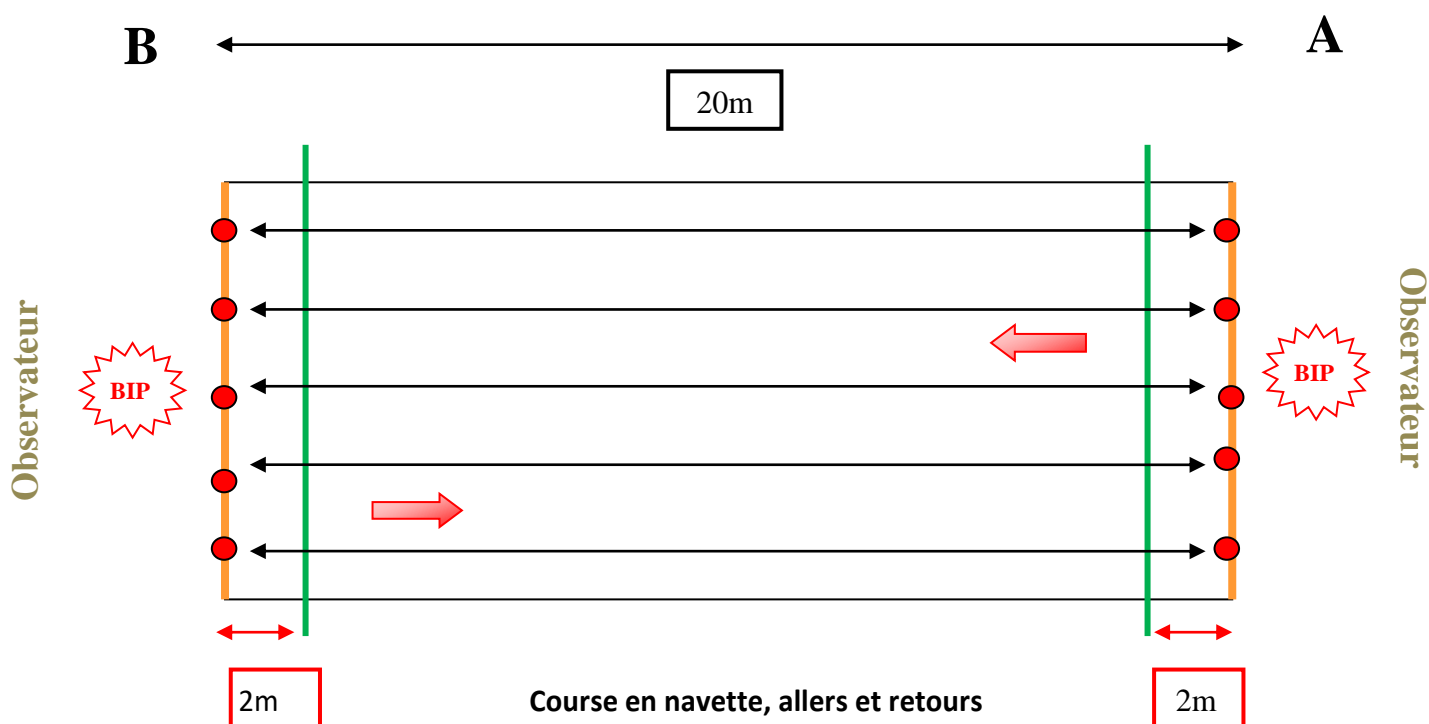 B
A
20m
Observateur
BIP
BIP
Observateur
2m
Course en navette, allers et retours
2m